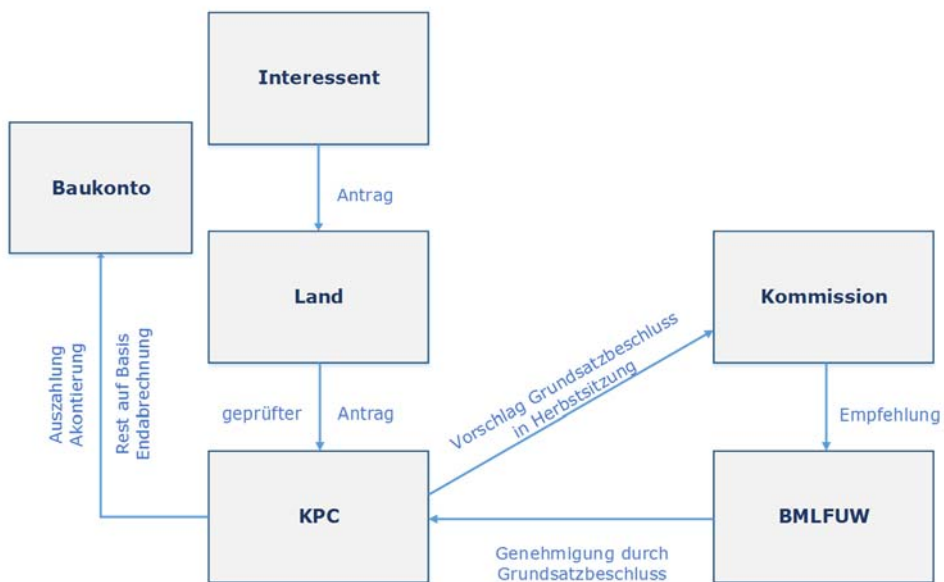 Interessent
Baukonto
Antrag
Land
Kommission
Auszahlung
Akontierung
Rest auf Basis
Endabrechnung
geprüfter Antrag
Vorschlag Grundsatzbeschluss
in Herbstsitzung
Empfehlung
KPC
BMLFUW
Genehmigung durch
Grundsatzbeschluss